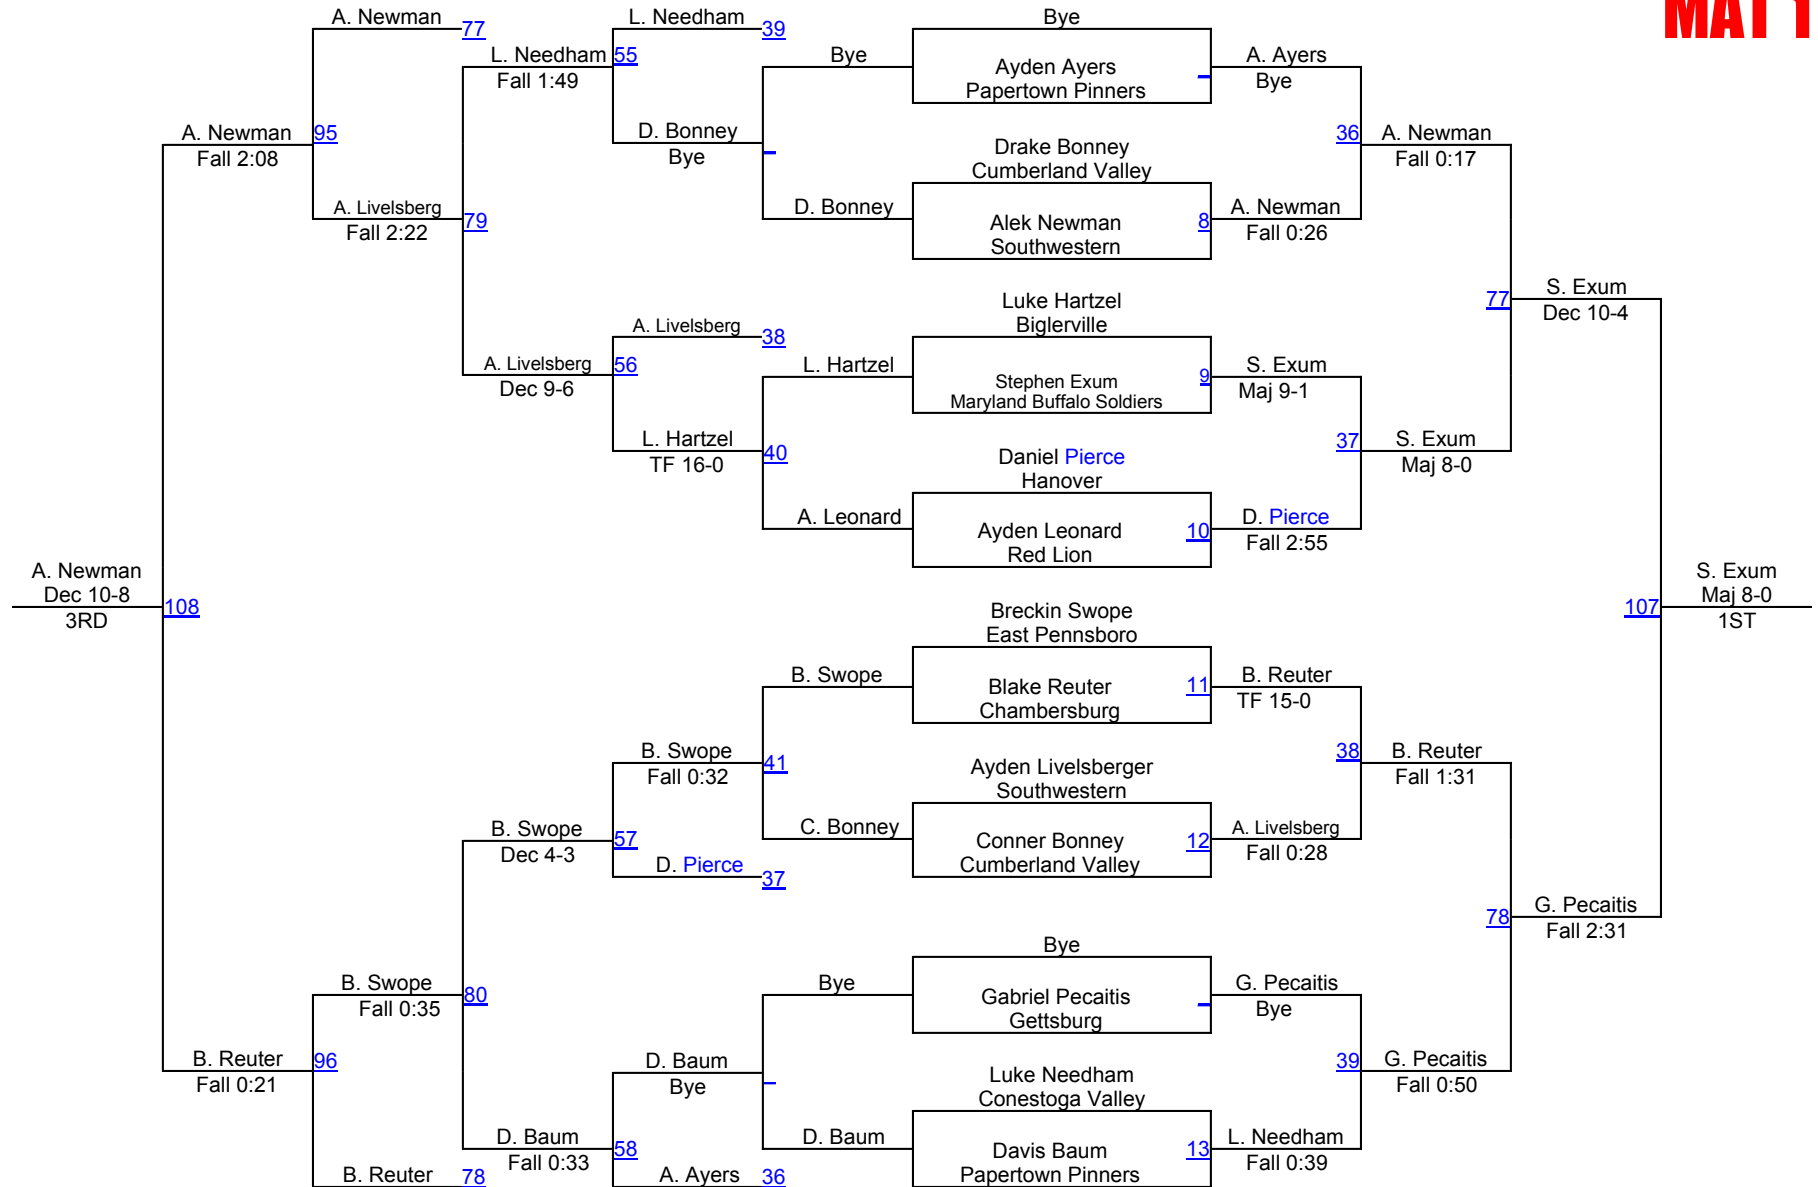 MAT 1
A. Newman
77
L. Needham
39
Bye
L. Needham
55
Fall 1:49
Bye
Ayden Ayers
Papertown Pinners
A. Ayers
Bye
A. Newman
95
Fall 2:08
D. Bonney
Bye
Drake Bonney
Cumberland Valley
36
A. Newman
Fall 0:17
A. Livelsberg
79
Fall 2:22
D. Bonney
Alek Newman
8
Southwestern
A. Newman
Fall 0:26
Luke Hartzel
Biglerville
77
S. Exum
Dec 10-4
A. Livelsberg
38
A. Livelsberg
56
Dec 9-6
L. Hartzel
Stephen Exum
9
Maryland Buffalo Soldiers
S. Exum
Maj 9-1
L. Hartzel
40
TF 16-0
Daniel Pierce
Hanover
37
S. Exum
Maj 8-0
A. Leonard
Ayden Leonard
10
Red Lion
D. Pierce
Fall 2:55
A. Newman
Dec 10-8
108
3RD
Breckin Swope
East Pennsboro
107
S. Exum
Maj 8-0
1ST
B. Swope
Blake Reuter
11
Chambersburg
B. Reuter
TF 15-0
B. Swope
41
Fall 0:32
Ayden Livelsberger
Southwestern
38
B. Reuter
Fall 1:31
B. Swope
57
Dec 4-3
C. Bonney
Conner Bonney
12
Cumberland Valley
A. Livelsberg
Fall 0:28
D. Pierce
37
78
G. Pecaitis
Fall 2:31
Bye
B. Swope
80
Fall 0:35
Bye
Gabriel Pecaitis
Gettsburg
G. Pecaitis
Bye
B. Reuter
96
Fall 0:21
D. Baum
Bye
Luke Needham
Conestoga Valley
39
G. Pecaitis
Fall 0:50
D. Baum
58
Fall 0:33
D. Baum
Davis Baum
13
Papertown Pinners
L. Needham
Fall 0:39
B. Reuter
78
A. Ayers
36